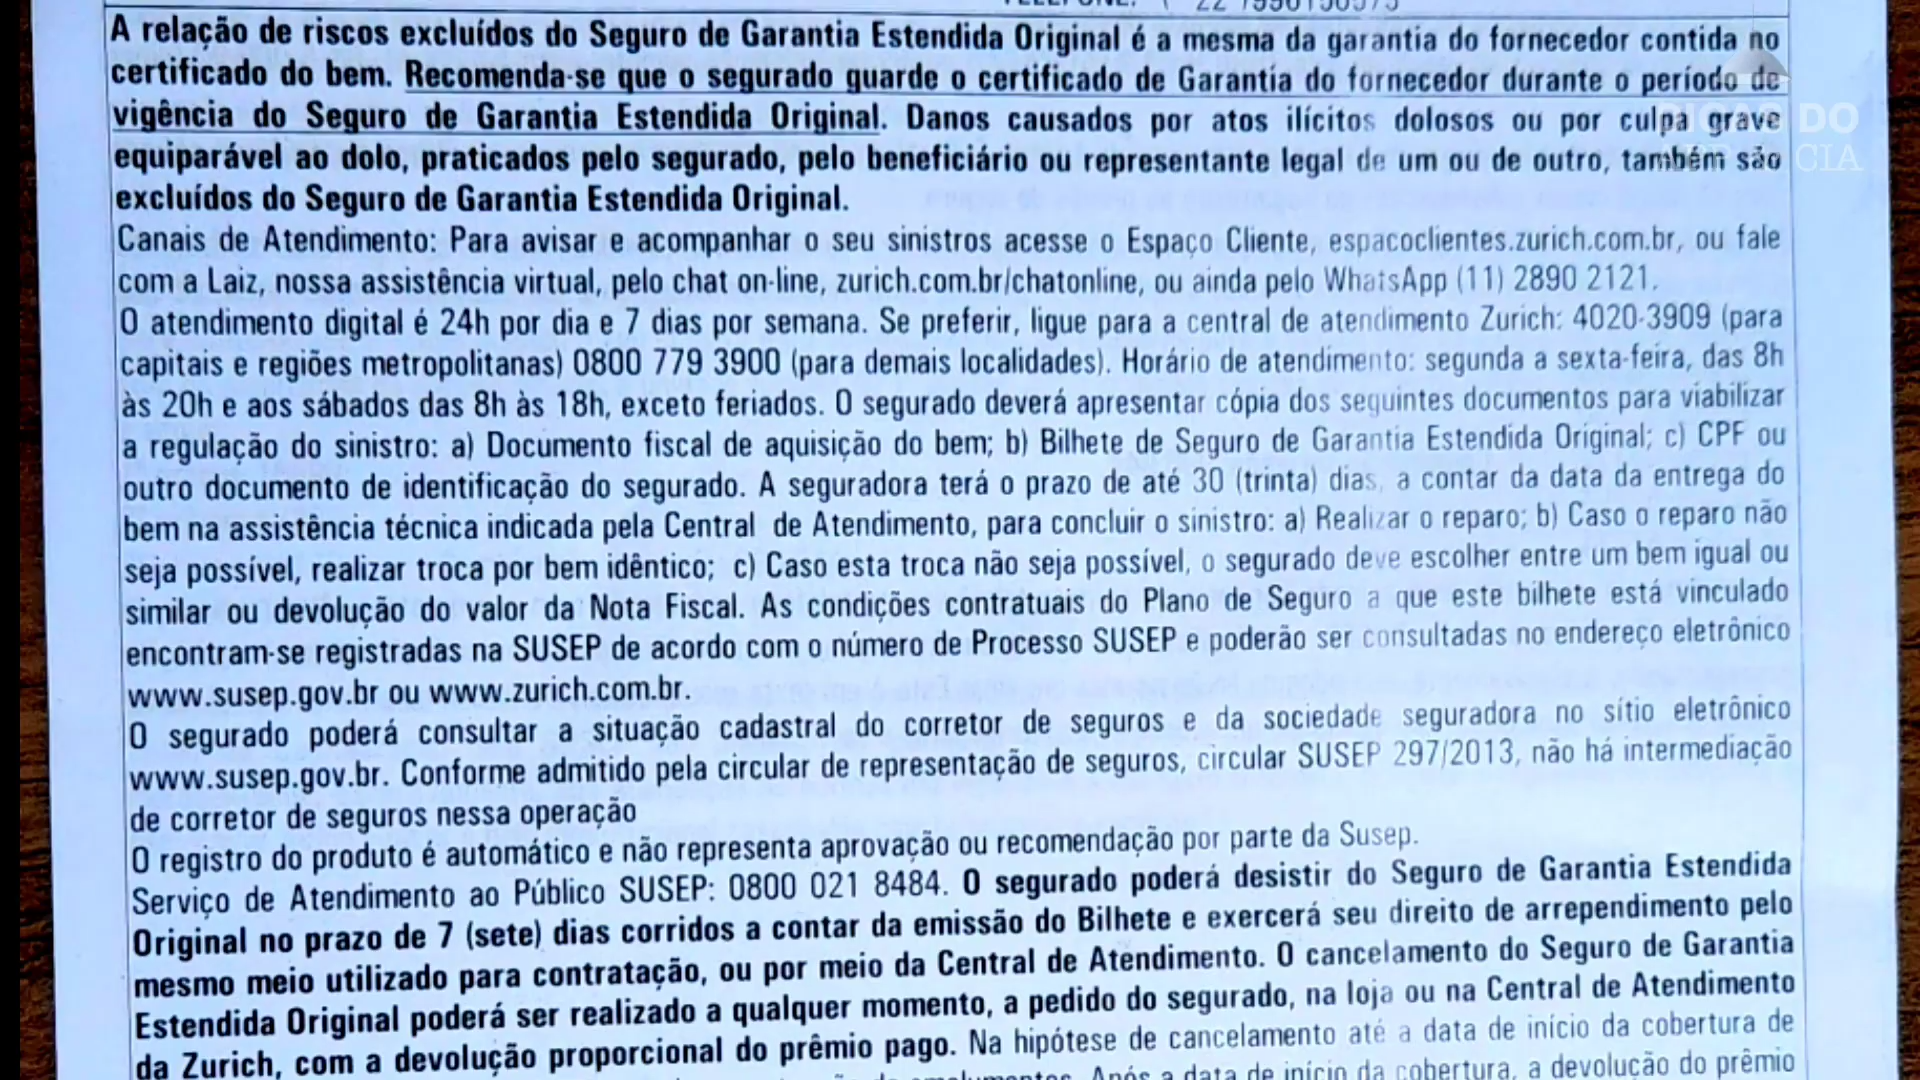 A relação de riscos excluídos do Seguro de Garantia Estendida Original é a mesma da garantia do fornecedor contida no
certificado do bem. Recomenda-se que o segurado guarde o certificado de Garantia do fornecedor durante o período de
vigência do Seguro de Garantia Estendida Original. Danos causados por atos ilícitos dolosos ou por culpa grave
equiparável ao dolo, praticados pelo segurado, pelo beneficiário ou representante legal de um ou de outro, também são
excluídos do Seguro de Garantia Estendida Original.
Canais de Atendimento: Para avisar e acompanhar o seu sinistros acesse o Espaço Cliente, espacoclientes.zurich.com.br, ou fale
com a Laiz, nossa assistência virtual, pelo chat on-line, zurich.com.br/chatonline, ou ainda pelo WhatsApp (11) 2890 2121.
O atendimento digital é 24h por dia e 7 dias por semana. Se preferir, ligue para a central de atendimento Zurich: 4020-3909 (para
capitais e regiões metropolitanas) 0800 779 3900 (para demais localidades). Horário de atendimento: segunda a sexta-feira, das 8h
às 20h e aos sábados das 8h às 18h, exceto feriados. O segurado deverá apresentar cópia dos seguintes documentos para viabilizar
a regulação do sinistro: a) Documento fiscal de aquisição do bem; b) Bilhete de Seguro de Garantia Estendida Original; c) CPF ou
outro documento de identificação do segurado. A seguradora terá o prazo de até 30 (trinta) dias, a contar da data da entrega do
bem na assistência técnica indicada pela Central de Atendimento, para concluir o sinistro: a) Realizar o reparo; b) Caso o reparo não
seja possível, realizar troca por bem idêntico; c) Caso esta troca não seja possível, o segurado deve escolher entre um bem igual ou
similar ou devolução do valor da Nota Fiscal. As condições contratuais do Plano de Seguro a que este bilhete está vinculado
encontram-se registradas na SUSEP de acordo com o número de Processo SUSEP e poderão ser consultadas no endereço eletrônico
www.susep.gov.br ou www.zurich.com.br.
O segurado poderá consultar a situação cadastral do corretor de seguros e da sociedade seguradora no sítio eletrônico
www.susep.gov.br. Conforme admitido pela circular de representação de seguros, circular SUSEP 297/2013, não há intermediação
de corretor de seguros nessa operação
O registro do produto é automático e não representa aprovação ou recomendação por parte da Susep.
Serviço de Atendimento ao Público SUSEP: 0800 021 8484. O segurado poderá desistir do Seguro de Garantia Estendida
Original no prazo de 7 (sete) dias corridos a contar da emissão do Bilhete e exercerá seu direito de arrependimento pelo
mesmo meio utilizado para contratação, ou por meio da Central de Atendimento. O cancelamento do Seguro de Garantia
Estendida Original poderá ser realizado a qualquer momento, a pedido do segurado, na loja ou na Central de Atendimento
da Zurich, com a devolução proporcional do prêmio pago. Na hipótese de cancelamento até a data de início da cobertura de
Após a data de início da cobertura, a devolução do prêmio